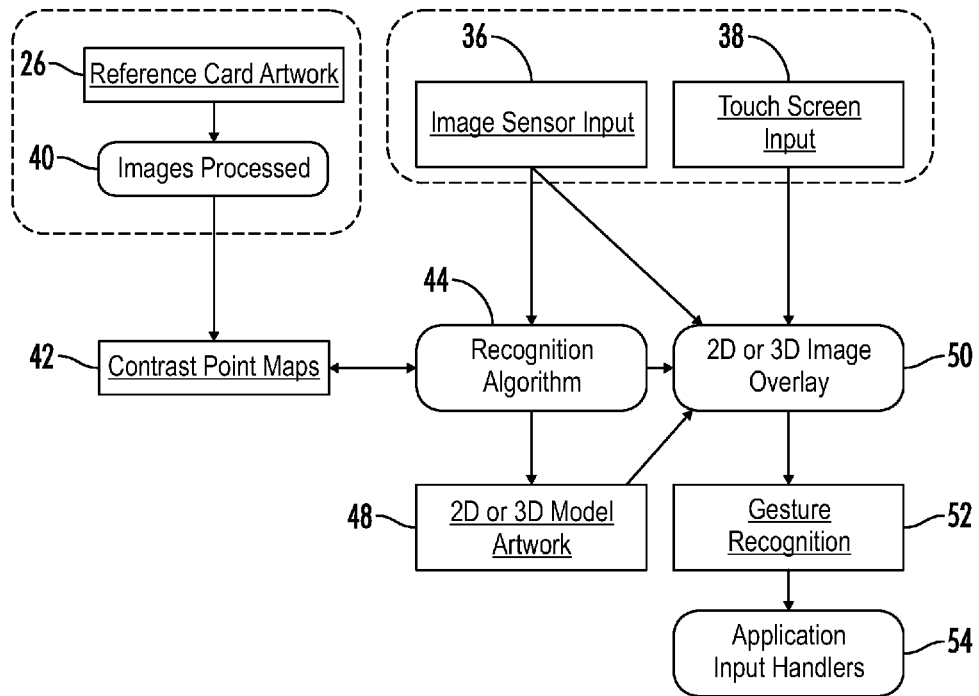 26
Reference Card Artwork
40
Images Processed
36
Image Sensor Input
38
Touch Screen
Input
42
Contrast Point Maps
44
Recognition
Algorithm
2D or 3D Image
Overlay
50
48
2D or 3D Model
Artwork
Gesture
Recognition
52
Application
Input Handlers
54